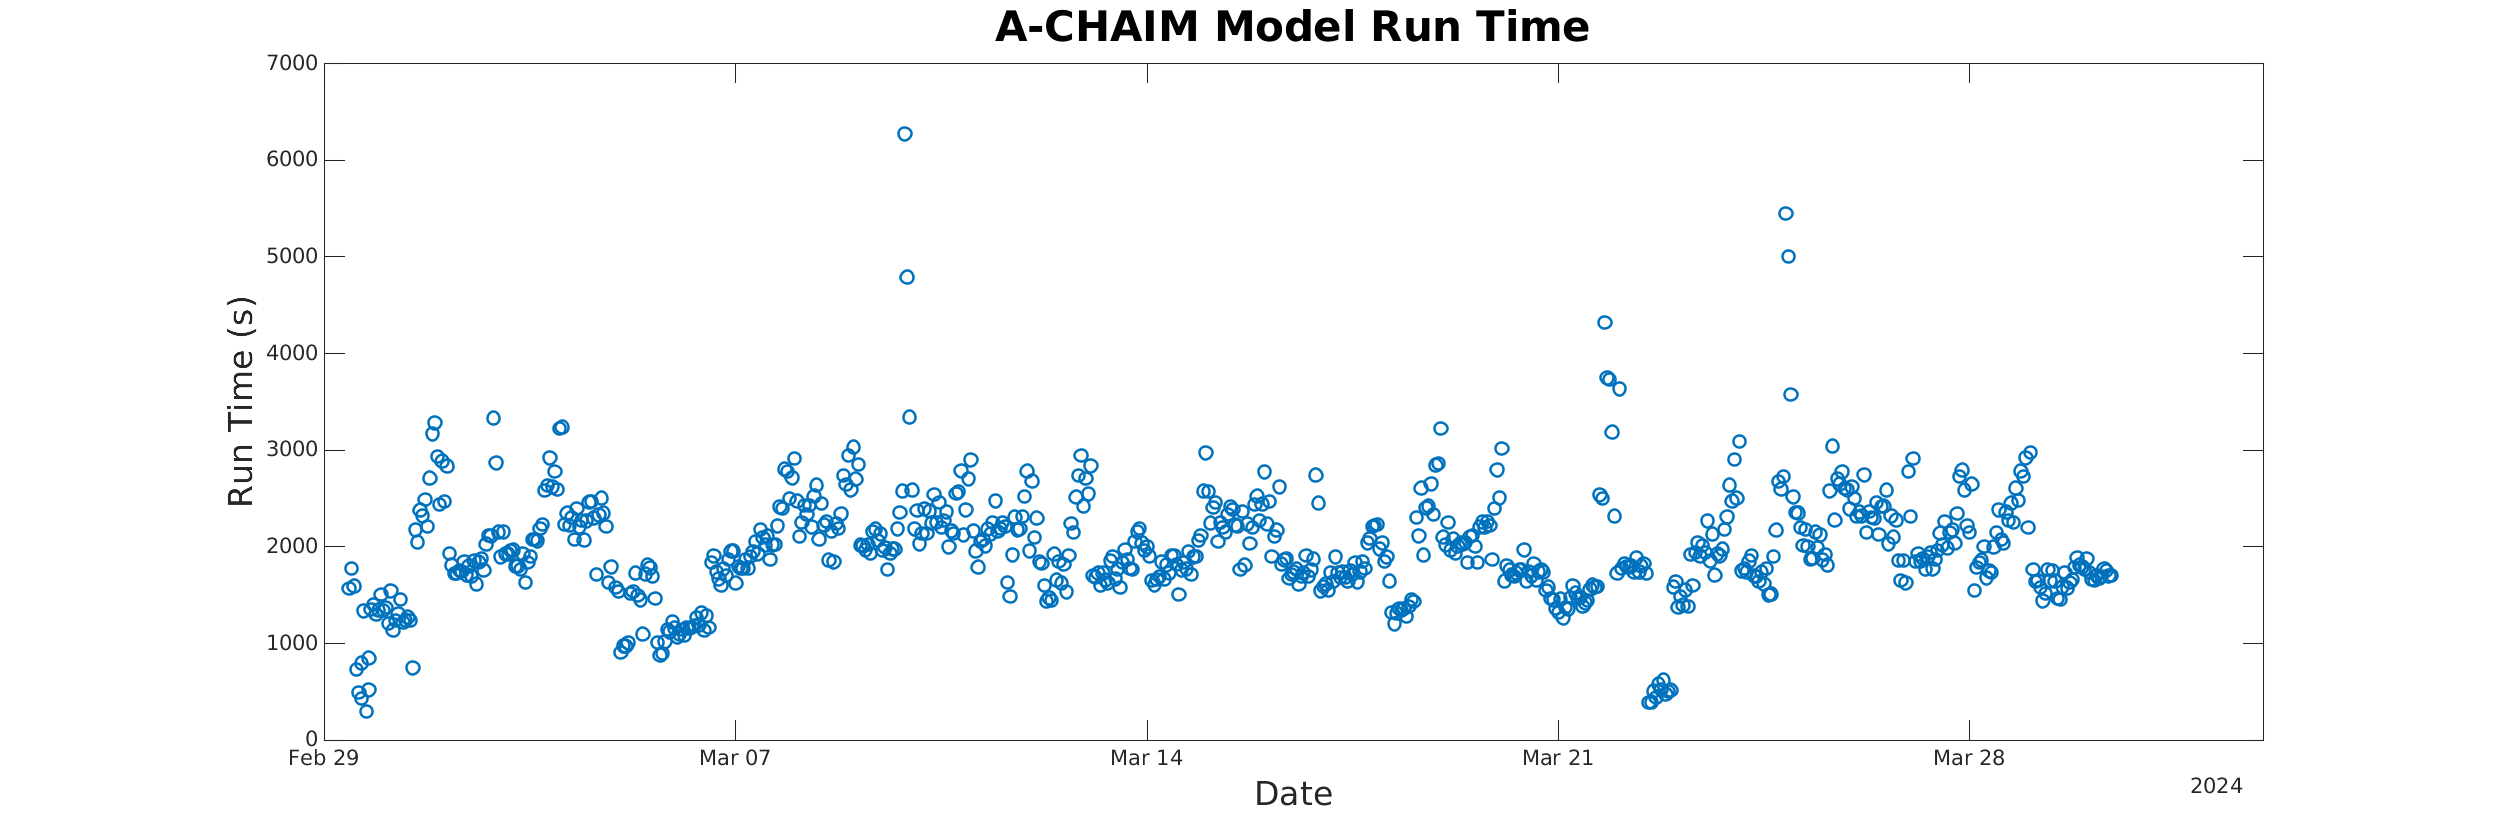 A-CHAIM Model Run Time
Run Time (s)
7000
6000
5000
4000
3000
2000
1000
0
Feb 29 Mar 07 Mar 14 Mar 21 Mar 28
2024
Date